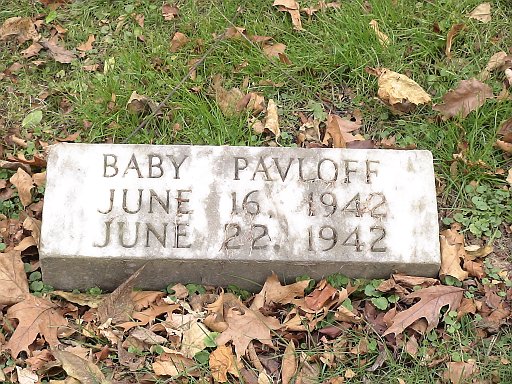 BABY PAVLOFF
JUNE 16. 1942
JUNE 22. 1942